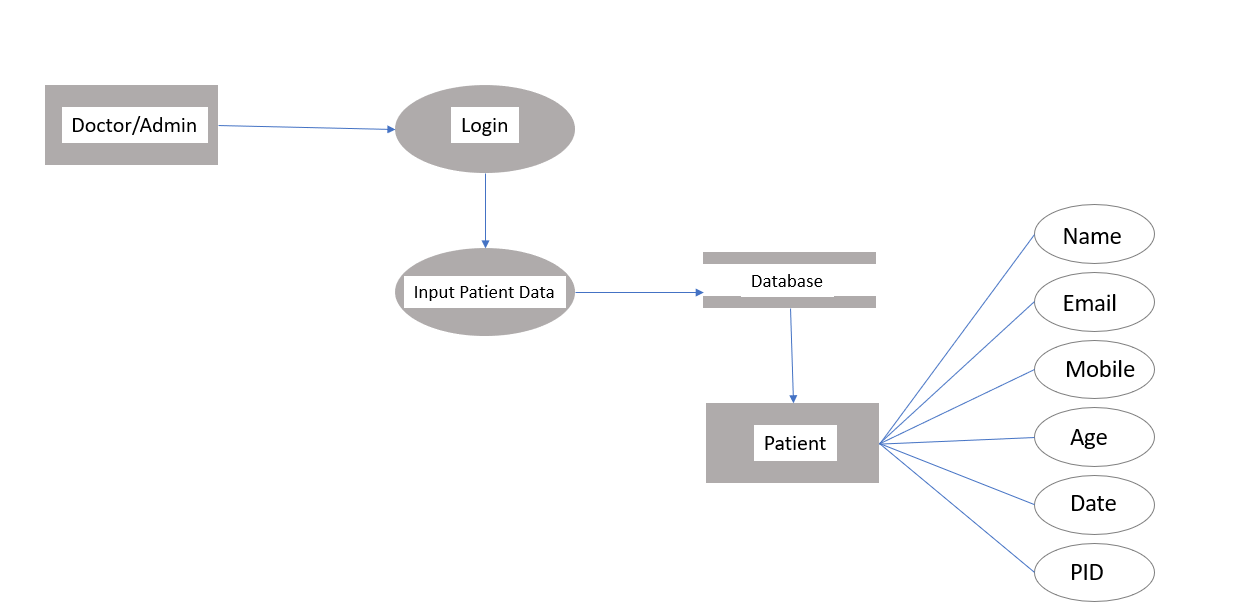 Doctor/Admin
Login
Input Patient Data
Database
Patient
Name
Email
Mobile
Age
Date
PID